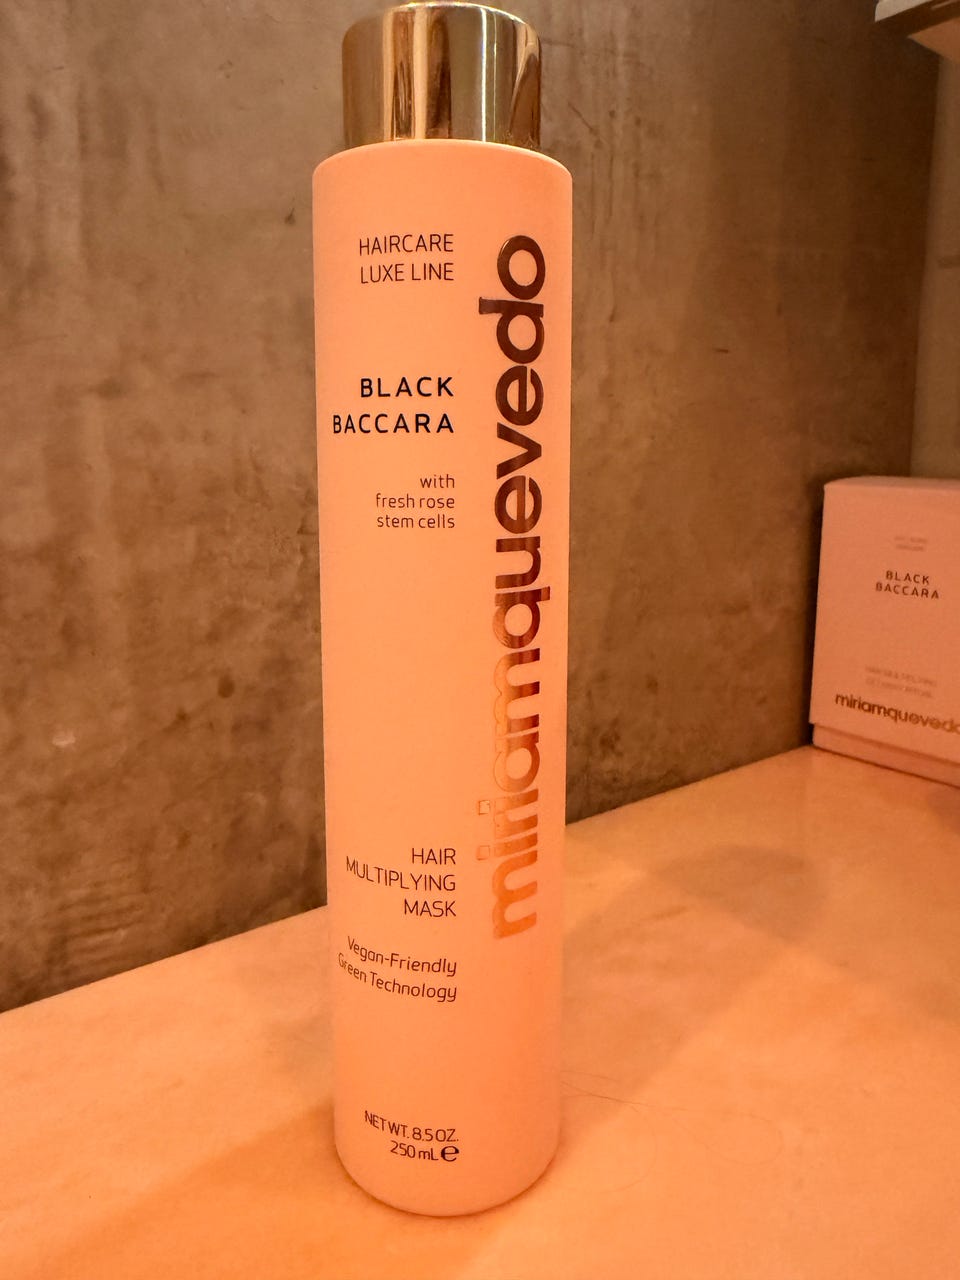 HAIRCARE
LUXE LINE
BLACK
BACCARA
with
fresh rose
stem cells
miriamquevedo
HAIR
MULTIPLYING
MASK
Vegan-Friendly
Green Technology
NET WT. 8.5 OZ.
250 mL e
BLACK
BACCARA
miriamquevedo